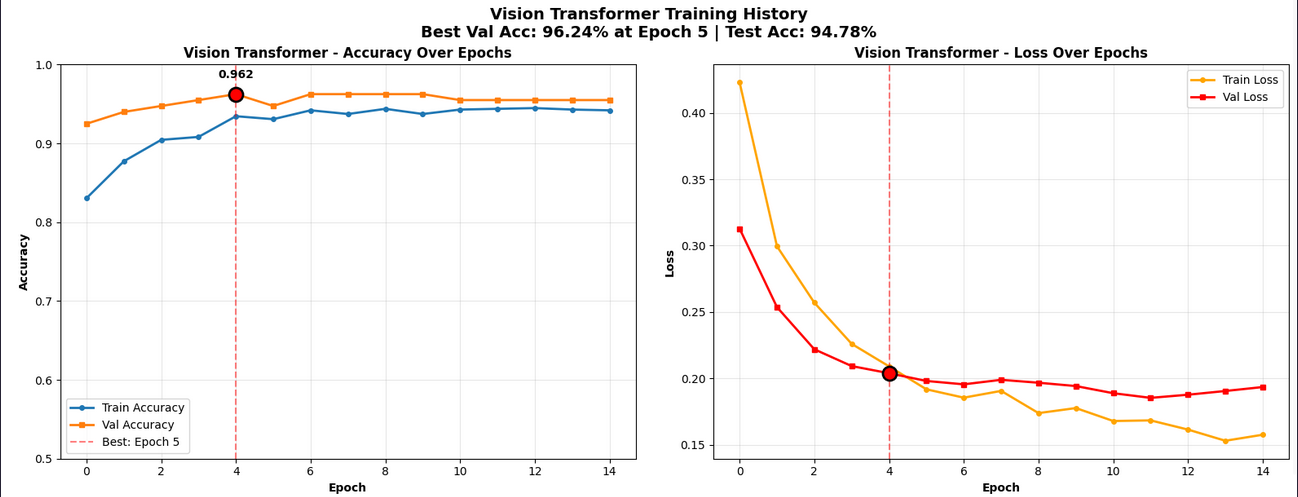 Vision Transformer Training History
Best Val Acc: 96.24% at Epoch 5 | Test Acc: 94.78%
Vision Transformer - Accuracy Over Epochs
0.962
1.0
0.9
0.8
0.7
0.6
0.5
Accuracy
Train Accuracy
Val Accuracy
Best: Epoch 5
0 2 4 6 8 10 12 14
Epoch
Vision Transformer - Loss Over Epochs
Train Loss
Val Loss
0.40
0.35
0.30
0.25
0.20
0.15
Loss
0 2 4 6 8 10 12 14
Epoch